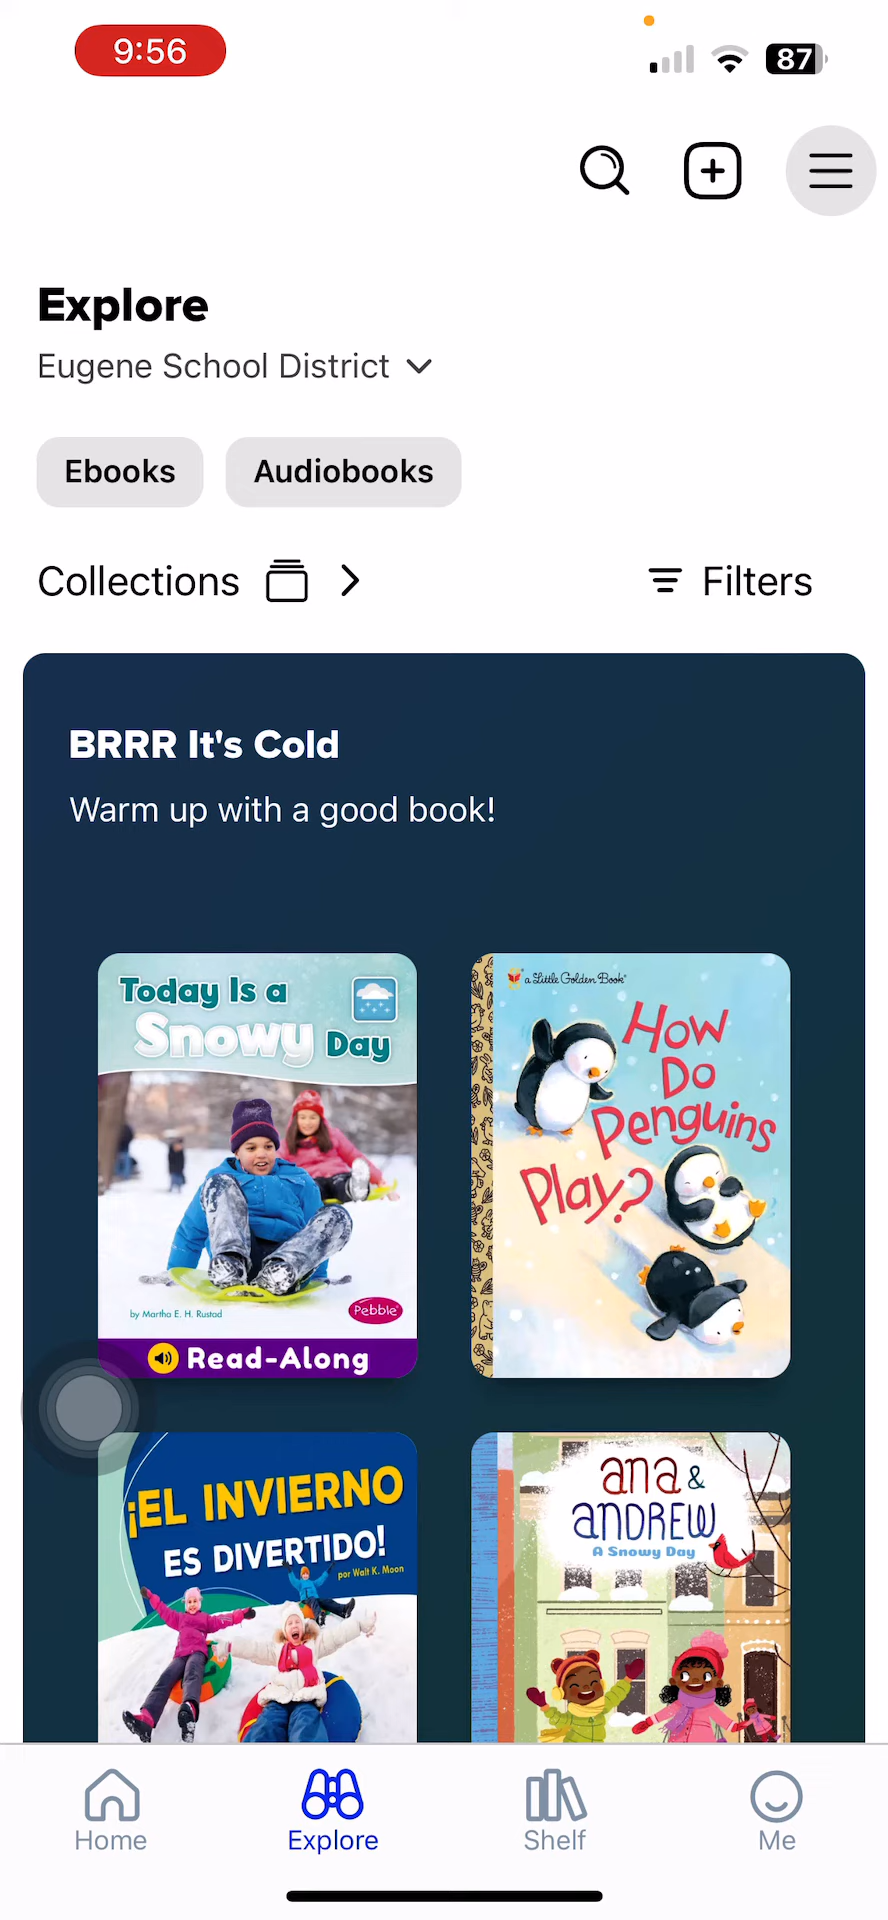 9:56
87
Explore
Eugene School District
Ebooks
Audiobooks
Collections
Filters
BRRR It's Cold
Warm up with a good book!
Today Is a
Snowy Day
by Martha E. H. Rustad
Pebble
Read-Along
a Little Golden Book
How
Do
Penguins
Play?
¡EL INVIERNO
ES DIVERTIDO!
por Walt K. Moon
ana &
ANDREW
A Snowy Day
Home
Explore
Shelf
Me